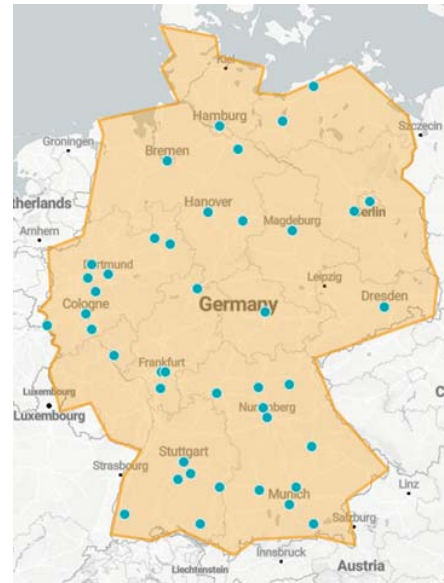 Kiel
Hamburg
Szczecin
Groningen
Bremen
therlands
Hanover
Berlin
Arnhem
Magdeburg
Dortmund
Leipzig
Cologne
Germany
Dresden
Frankfurt
Luxembourg
Luxembourg
Nuremberg
C
Stuttgart
Strasbourg
Linz
Munich
Salzburg
Innsbruck
Liechtenstein
Austria